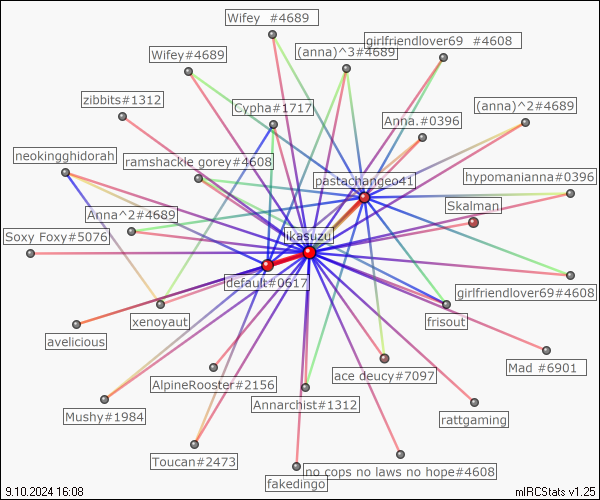 Wifey #4689
girlfriendlover69 #4608
(anna)^3#4689
Wifey#4689
zibbits#1312
Cypha#1717
(anna)^2#4689
Anna.#0396
neokingghidorah
ramshackle gorey#4608
hypomanianna#0396
pastachangeo41
Skalman_
Anna^2#4689
Soxy Foxy#5076
likasuzu
default#0617
girlfriendlover69#4608
xenoyaut
frisout
avelicious
Mad #6901
AlpineRooster#2156
ace deucy#7097
Annarchist#1312
Mushy#1984
rattgaming
Toucan#2473
no cops no laws no hope#4608
fakedingo
9.10.2024 16:08
mIRCStats v1.25